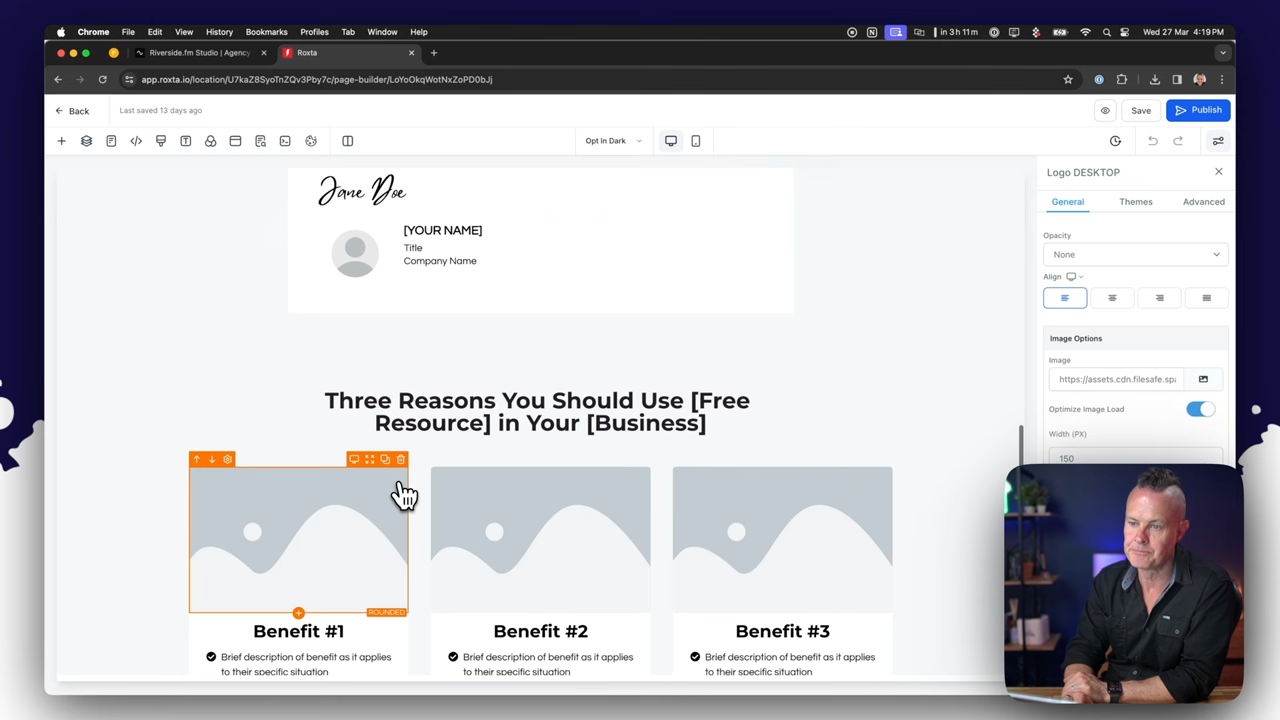 Chrome File Edit View History Bookmarks Profiles Tab Window Help
in 3 h 11 m
Wed 27 Mar 4:19 PM
Riverside.fm Studio | Agency
Roxta
app.roxta.io/location/U7kaZ8SyoTnZQv3Pby7c/page-builder/LoYoOkqWotNxZoPD0bJj
Back
Last saved 13 days ago
Save
Publish
Opt In Dark
Jane Doe
[YOUR NAME]
Title
Company Name
Three Reasons You Should Use [Free
Resource] in Your [Business]
ROUNDED
Benefit #1
Brief description of benefit as it applies
to their specific situation
Benefit #2
Brief description of benefit as it applies
to their specific situation
Benefit #3
Brief description of benefit as it applies
to their specific situation
Logo DESKTOP
General
Themes
Advanced
Opacity
None
Align
Image Options
Image
https://assets.cdn.filesafe.spa
Optimize Image Load
Width (PX)
150